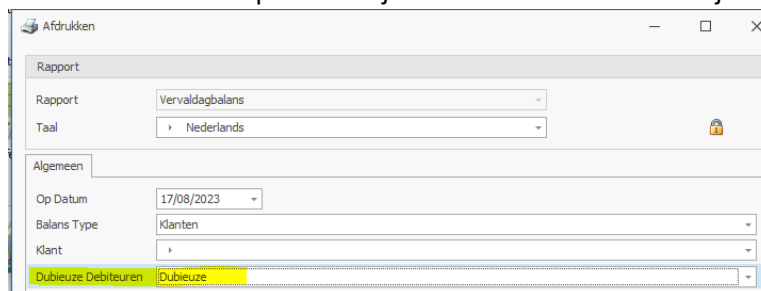 Afdrukken
Rapport
Rapport Vervaldagbalans
Taal Nederlands
Algemeen
Op Datum 17/08/2023
Balans Type Klanten
Klant
Dubieuze Debiteuren Dubieuze